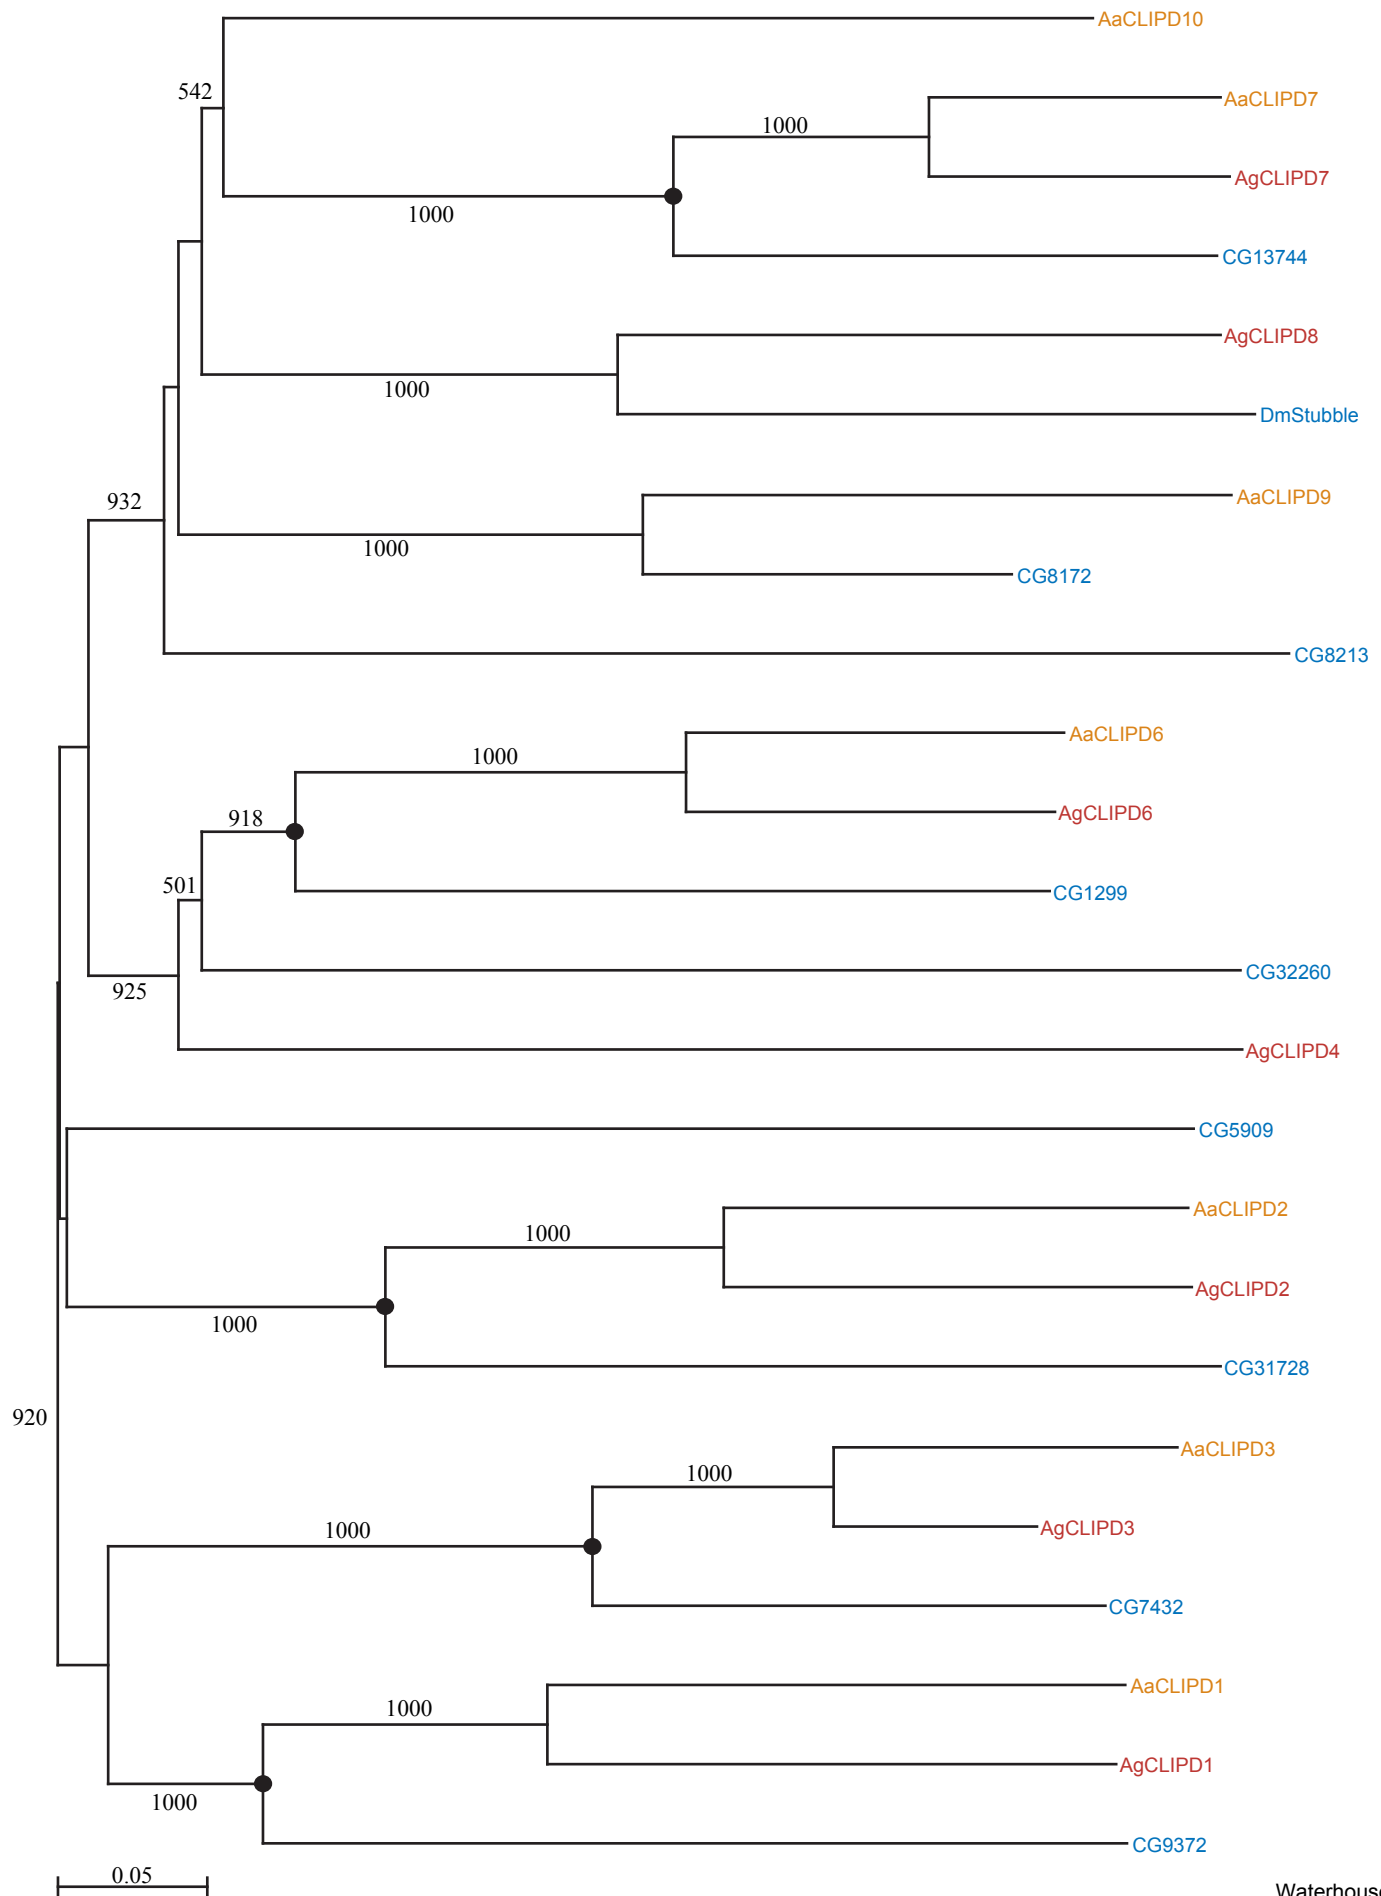 AaCLIPD10
542
AaCLIPD7
1000
AgCLIPD7
1000
CG13744
AgCLIPD8
1000
DmStubble
AaCLIPD9
932
1000
CG8172
CG8213
AaCLIPD6
1000
AgCLIPD6
918
501
CG1299
CG32260
925
AgCLIPD4
CG5909
AaCLIPD2
1000
AgCLIPD2
1000
CG31728
920
AaCLIPD3
1000
AgCLIPD3
1000
CG7432
AaCLIPD1
1000
AgCLIPD1
1000
CG9372
0.05
Waterhouse